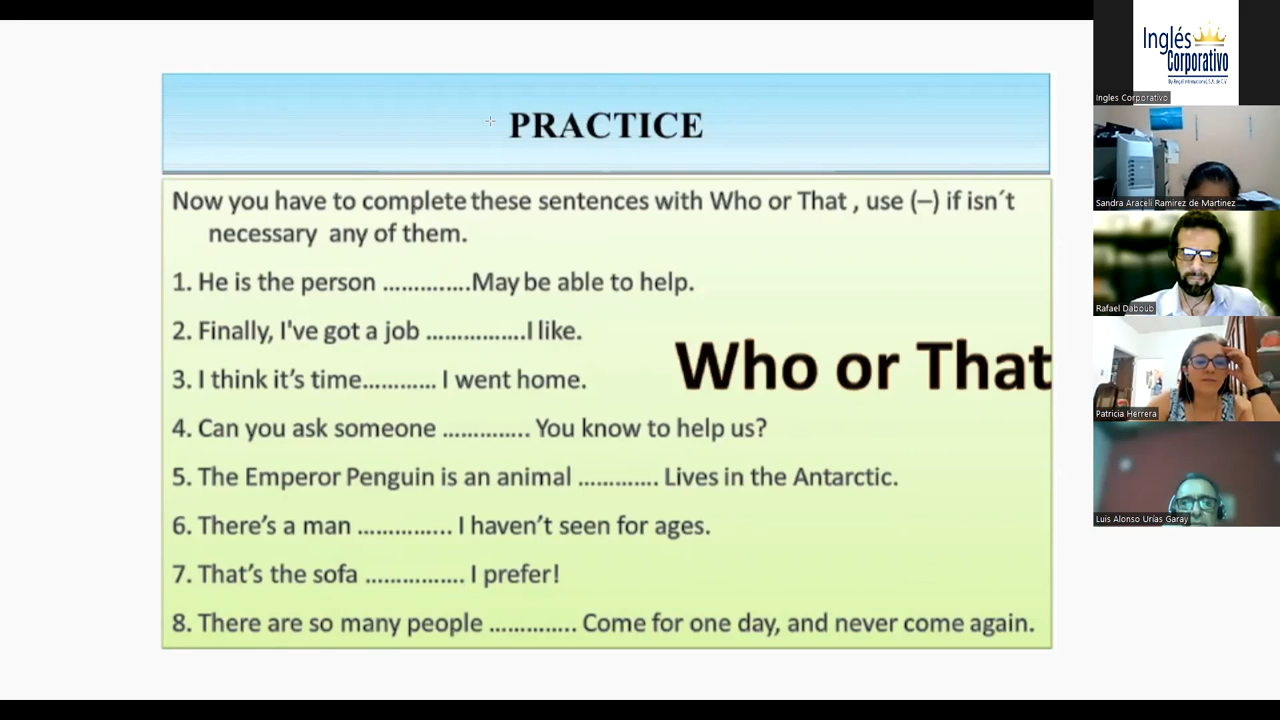 PRACTICE
Now you have to complete these sentences with Who or That , use (–) if isn´t
necessary any of them.
1. He is the person ..............May be able to help.
2. Finally, I've got a job ...............I like.
3. I think it’s time............ I went home.
4. Can you ask someone .............. You know to help us?
5. The Emperor Penguin is an animal ............. Lives in the Antarctic.
6. There’s a man ............... I haven’t seen for ages.
7. That’s the sofa ................ I prefer!
8. There are so many people .............. Come for one day, and never come again.
Who or That
Inglés
Corporativo
Ingles Corporativo
Sandra Araceli Ramirez de Martinez
Rafael Daboub
Patricia Herrera
Luis Alonso Urías Garay